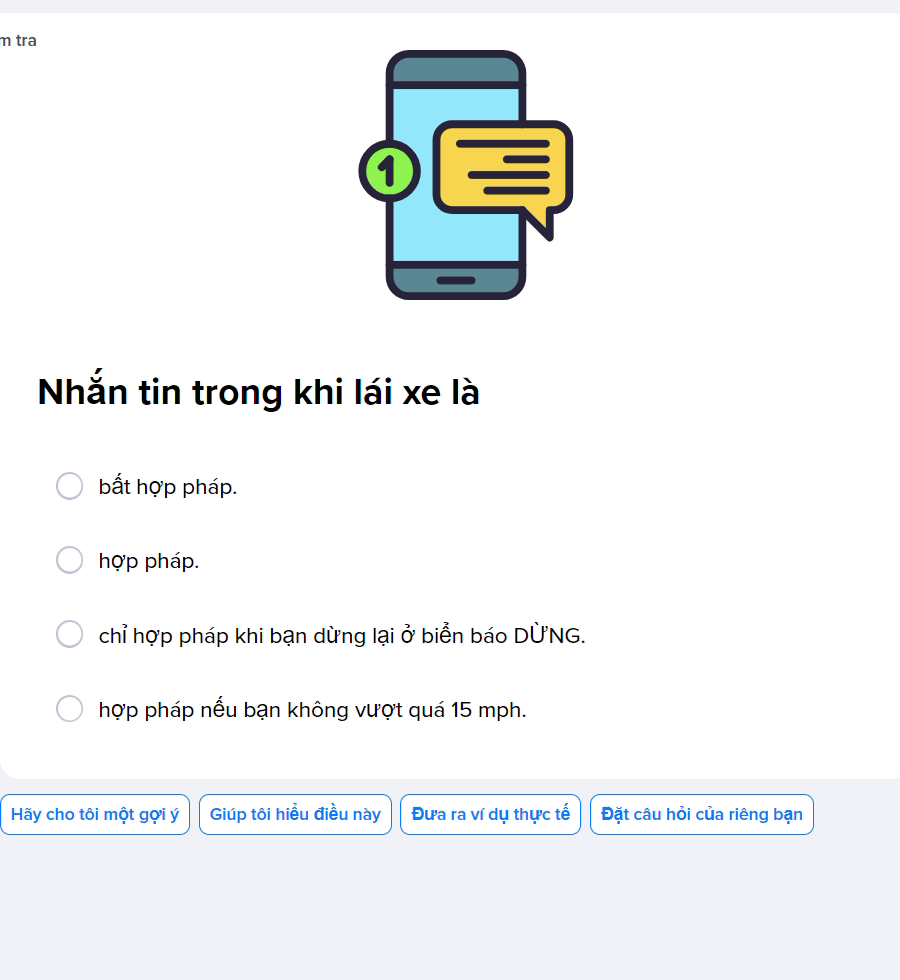 m tra
1
Nhắn tin trong khi lái xe là
bất hợp pháp.
hợp pháp.
chỉ hợp pháp khi bạn dừng lại ở biển báo DỪNG.
hợp pháp nếu bạn không vượt quá 15 mph.
Hãy cho tôi một gợi ý
Giúp tôi hiểu điều này
Đưa ra ví dụ thực tế
Đặt câu hỏi của riêng bạn